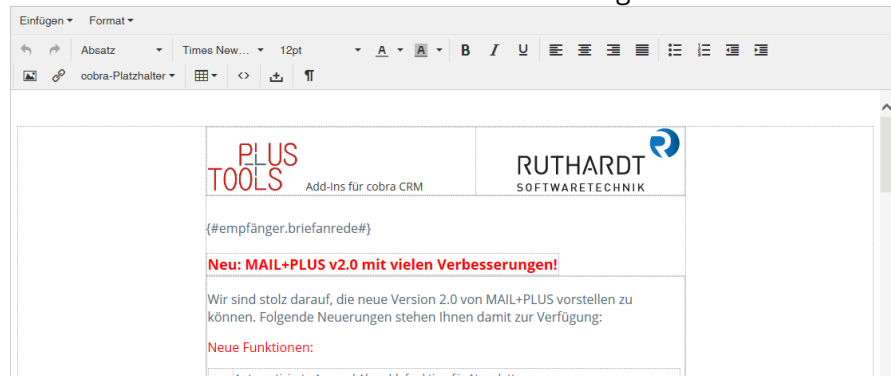 Einfügen Format
Absatz Times New... 12pt A A B I U
cobra-Platzhalter <> ¶
PLUS
TOOLS Add-Ins für cobra CRM
RUTHARDT
SOFTWARETECHNIK
{#empfänger.briefanrede#}
Neu: MAIL+PLUS v2.0 mit vielen Verbesserungen!
Wir sind stolz darauf, die neue Version 2.0 von MAIL+PLUS vorstellen zu
können. Folgende Neuerungen stehen Ihnen damit zur Verfügung:
Neue Funktionen: